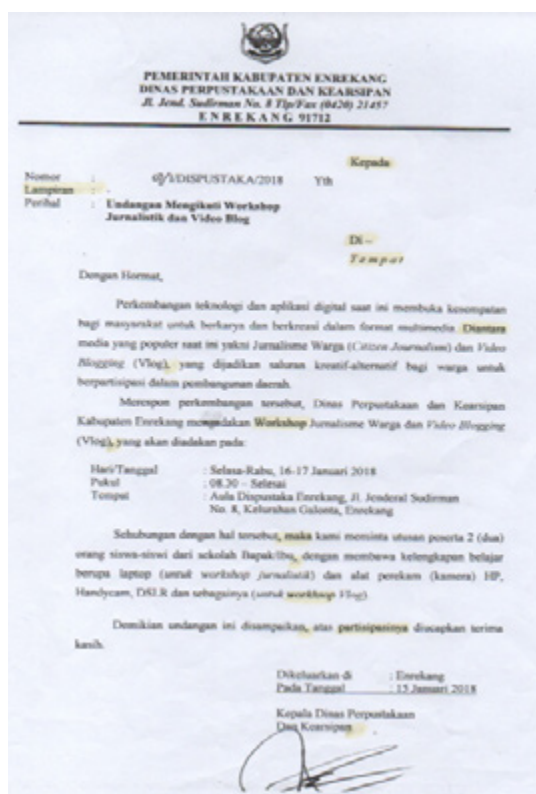 PEMERINTAH KABUPATEN ENREKANG
DINAS PERPUSTAKAAN DAN KEARSIPAN
Jl. Jend. Sudirman No. 8 Tlp/Fax (0420) 21457
ENREKANG 91712
Kepada
Nomor : /DISPUSTAKA/2018 Yth
Lampiran : -
Perihal : Undangan Mengikuti Workshop
Jurnalistik dan Video Blog
Di –
Tempat
Dengan Hormat,
Perkembangan teknologi dan aplikasi digital saat ini membuka kesempatan
bagi masyarakat untuk berkarya dan berkreasi dalam format multimedia. Diantara
media yang populer saat ini yakni Jurnalisme Warga (Citizen Journalism) dan Video
Blogging (Vlog), yang dijadikan saluran kreatif-alternatif bagi warga untuk
berpartisipasi dalam pembangunan daerah.
Merespon perkembangan tersebut, Dinas Perpustakaan dan Kearsipan
Kabupaten Enrekang mengadakan Workshop Jurnalisme Warga dan Video Blogging
(Vlog), yang akan diadakan pada:
Hari/Tanggal : Selasa-Rabu, 16-17 Januari 2018
Pukul : 08.30 – Selesai
Tempat : Aula Dispustaka Enrekang, Jl. Jenderal Sudirman
No. 8, Kelurahan Galonta, Enrekang
Sehubungan dengan hal tersebut, maka kami meminta utusan peserta 2 (dua)
orang siswa-siswi dari sekolah Bapak/Ibu, dengan membawa kelengkapan belajar
berupa laptop (untuk workshop jurnalistik) dan alat perekam (kamera) HP,
Handycam, DSLR dan sebagainya (untuk workhsop Vlog).
Demikian undangan ini disampaikan, atas partisipasinya diucapkan terima
kasih.
Dikeluarkan di : Enrekang
Pada Tanggal : 15 Januari 2018
Kepala Dinas Perpustakaan
Dan Kearsipan